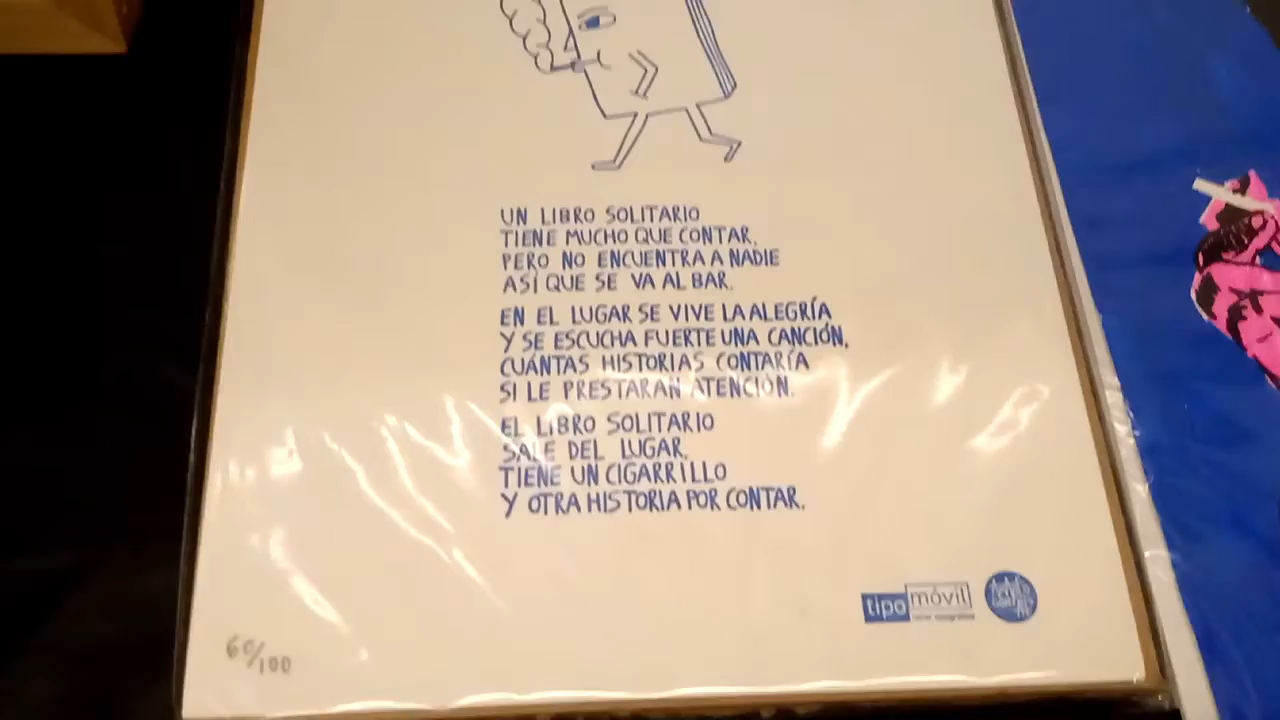 UN LIBRO SOLITARIO
TIENE MUCHO QUE CONTAR,
PERO NO ENCUENTRA A NADIE
ASÍ QUE SE VA AL BAR.
EN EL LUGAR SE VIVE LA ALEGRÍA
Y SE ESCUCHA FUERTE UNA CANCIÓN,
CUÁNTAS HISTORIAS CONTARÍA
SI LE PRESTARAN ATENCIÓN.
EL LIBRO SOLITARIO
SALE DEL LUGAR,
TIENE UN CIGARRILLO
Y OTRA HISTORIA POR CONTAR.
tipo móvil
60/100